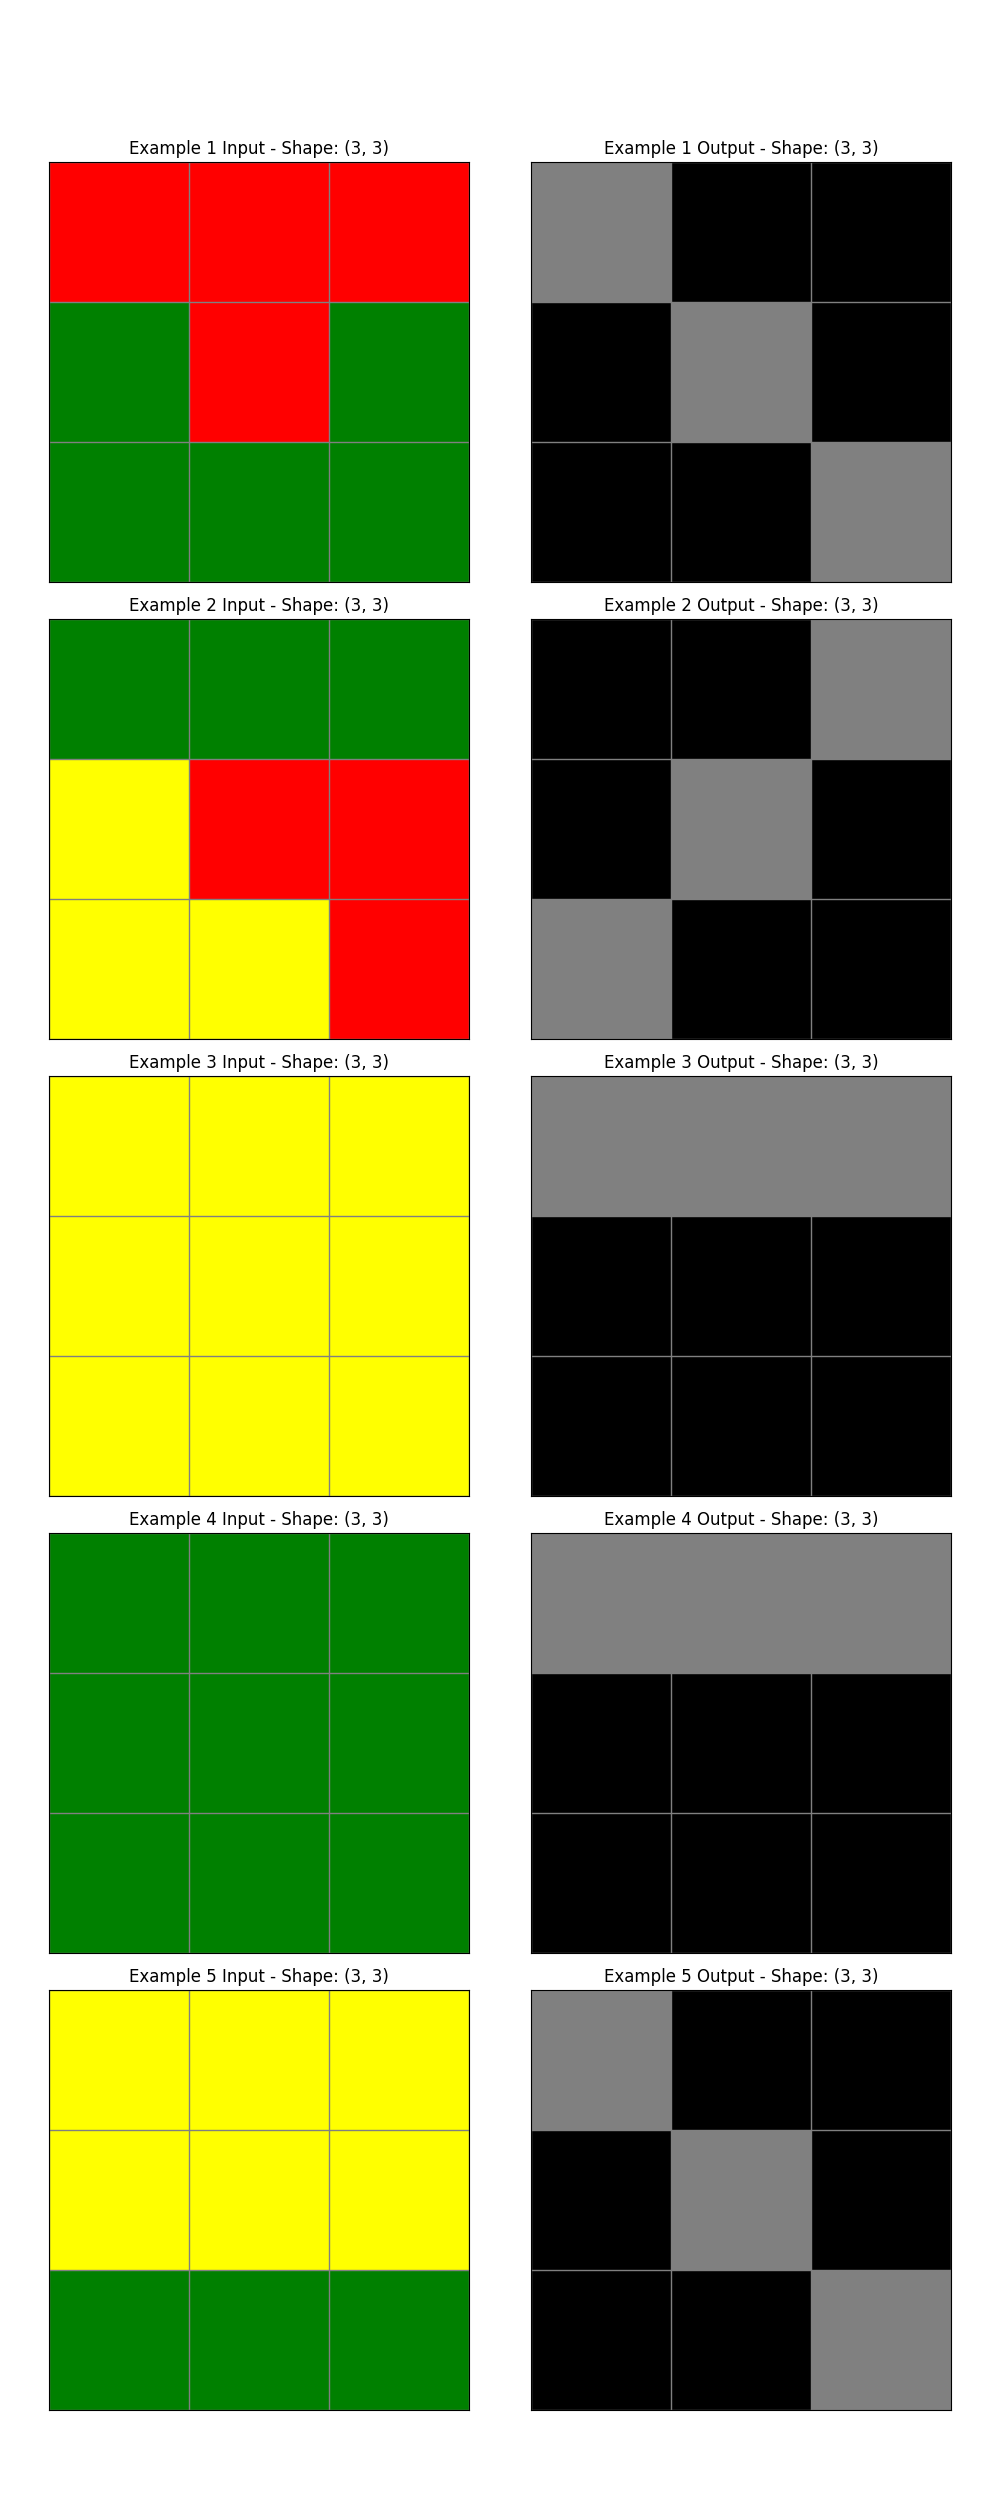 Example 1 Input - Shape: (3, 3)
Example 1 Output - Shape: (3, 3)
Example 2 Input - Shape: (3, 3)
Example 2 Output - Shape: (3, 3)
Example 3 Input - Shape: (3, 3)
Example 3 Output - Shape: (3, 3)
Example 4 Input - Shape: (3, 3)
Example 4 Output - Shape: (3, 3)
Example 5 Input - Shape: (3, 3)
Example 5 Output - Shape: (3, 3)